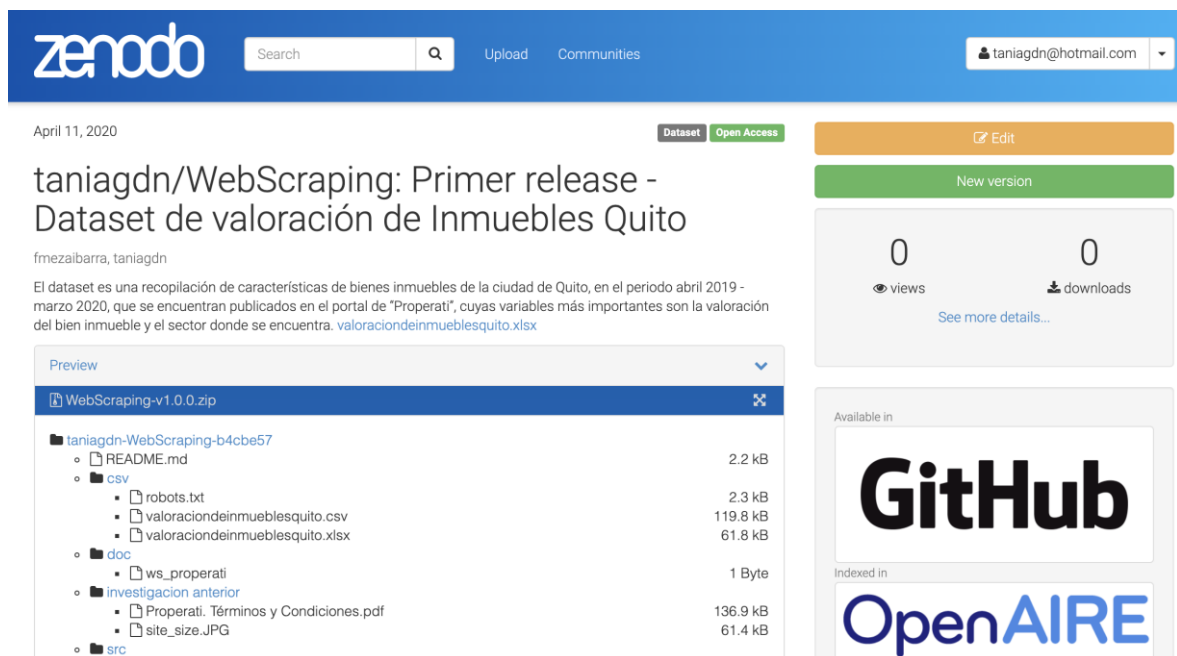 zenodo
Search
Upload
Communities
taniagdn@hotmail.com
April 11, 2020
Dataset
Open Access
taniagdn/WebScraping: Primer release -
Dataset de valoración de Inmuebles Quito
fmezaibarra, taniagdn
El dataset es una recopilación de características de bienes inmuebles de la ciudad de Quito, en el periodo abril 2019 -
marzo 2020, que se encuentran publicados en el portal de "Properati", cuyas variables más importantes son la valoración
del bien inmueble y el sector donde se encuentra. valoraciondeinmueblesquito.xlsx
Preview
WebScraping-v1.0.0.zip
taniagdn-WebScraping-b4cbe57
README.md 2.2 kB
csv
robots.txt 2.3 kB
valoraciondeinmueblesquito.csv 119.8 kB
valoraciondeinmueblesquito.xlsx 61.8 kB
doc
ws_properati 1 Byte
investigacion anterior
Properati. Términos y Condiciones.pdf 136.9 kB
site_size.JPG 61.4 kB
src
Edit
New version
0 0
views downloads
See more details...
Available in
GitHub
Indexed in
OpenAIRE